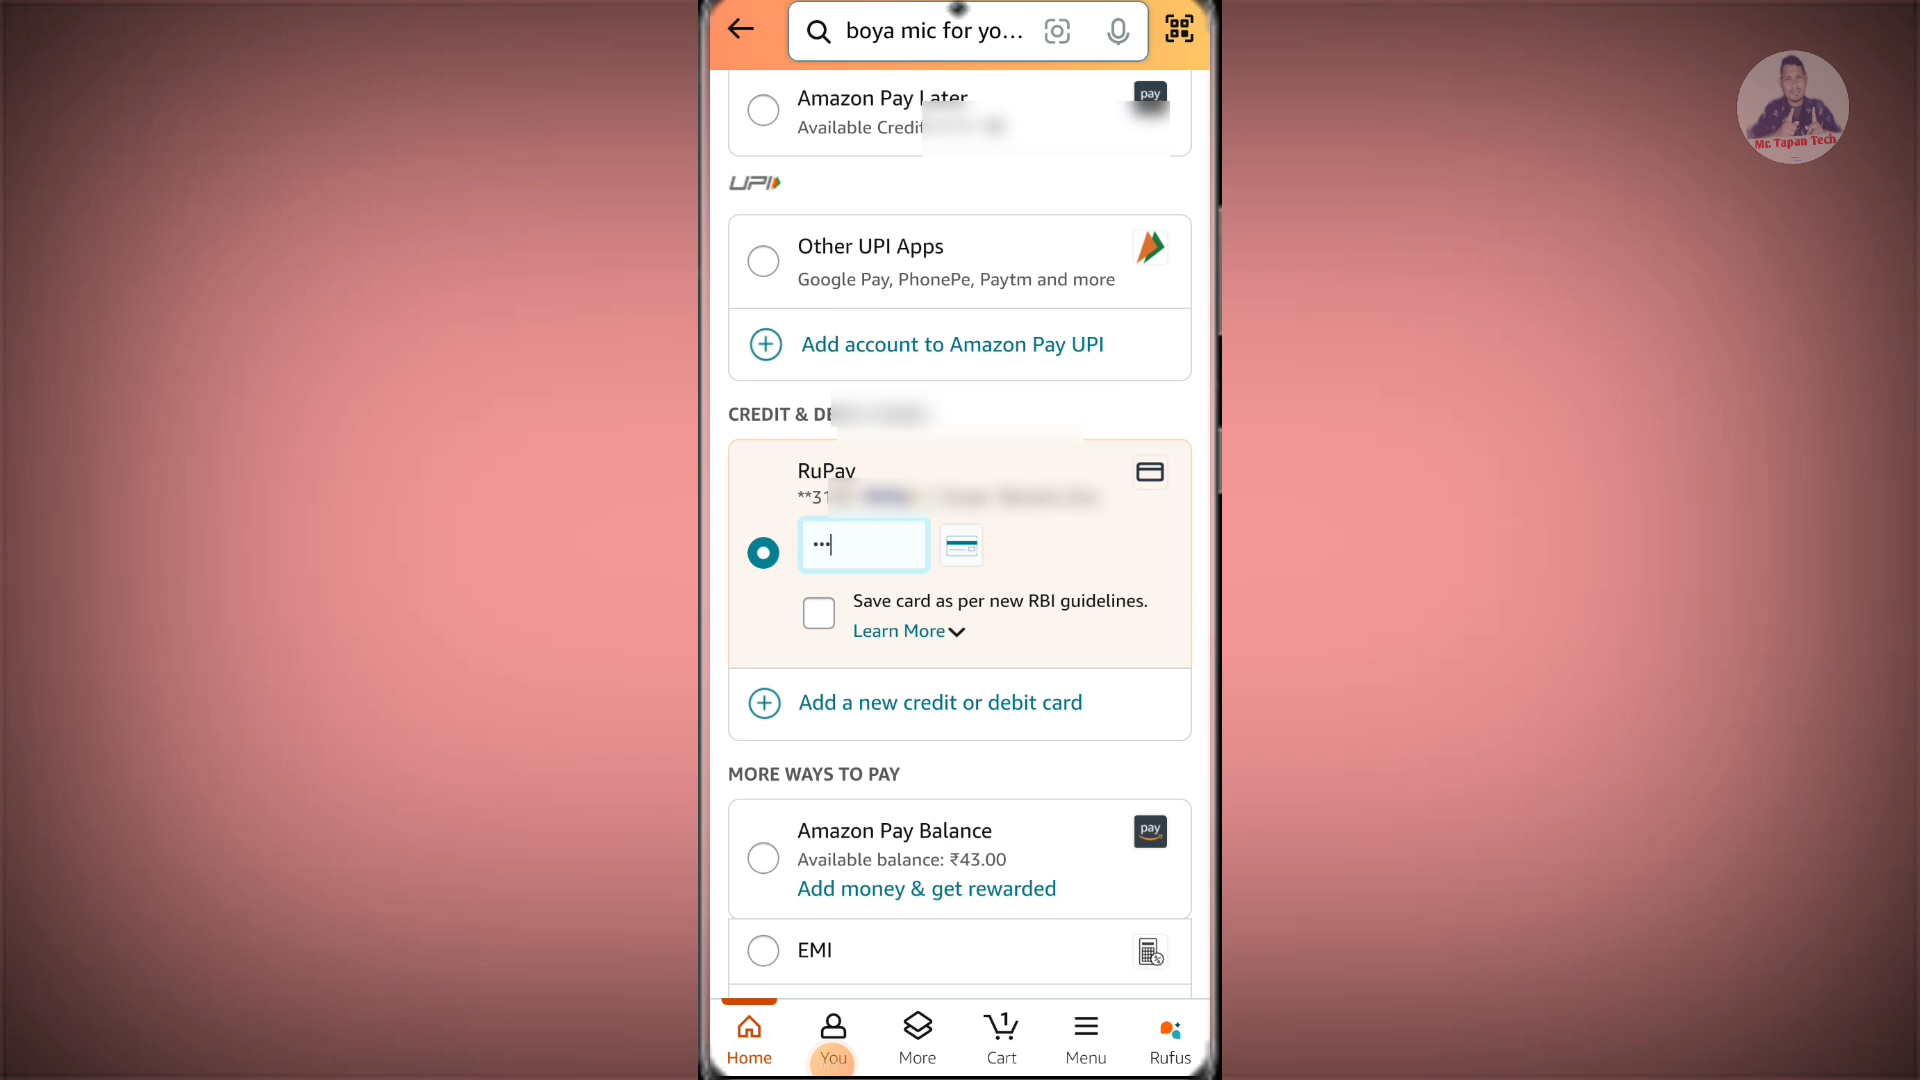 boya mic for yo...
Mr. Tapan Tech
Amazon Pay Later
pay
Available Credit
UPI
Other UPI Apps
Google Pay, PhonePe, Paytm and more
Add account to Amazon Pay UPI
CREDIT & DE
RuPay
**31
Save card as per new RBI guidelines.
Learn More
Add a new credit or debit card
MORE WAYS TO PAY
Amazon Pay Balance
pay
Available balance: ₹43.00
Add money & get rewarded
EMI
1
Home
You
More
Cart
Menu
Rufus